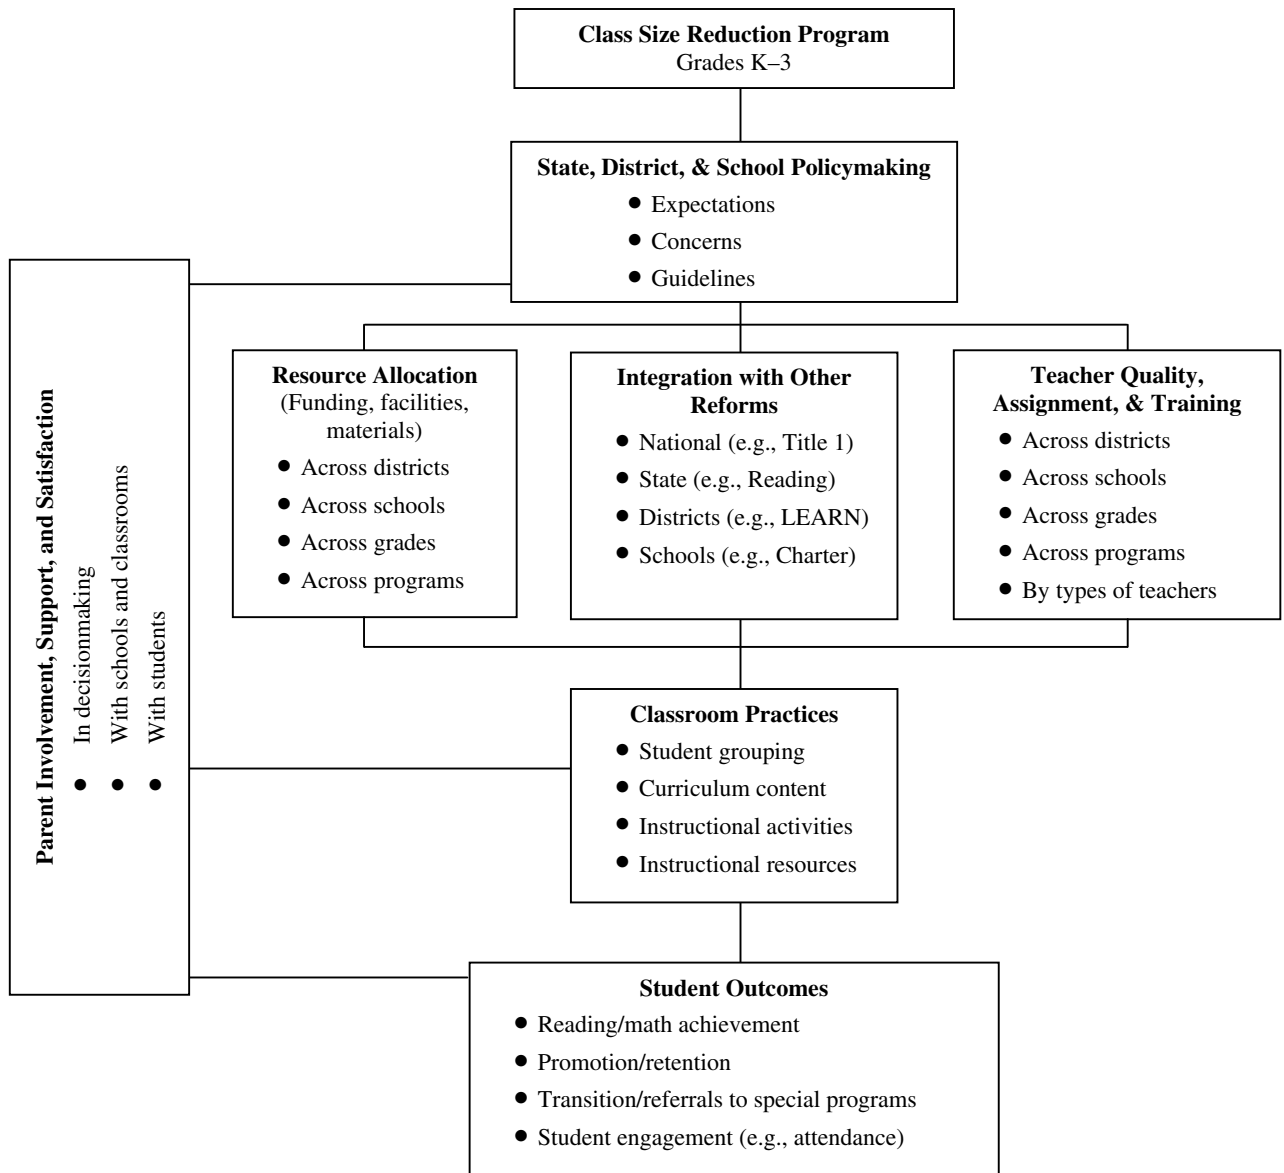 Class Size Reduction Program
Grades K–3
State, District, & School Policymaking
● Expectations
● Concerns
● Guidelines
Parent Involvement, Support, and Satisfaction
● In decisionmaking
● With schools and classrooms
● With students
Resource Allocation
(Funding, facilities,
materials)
● Across districts
● Across schools
● Across grades
● Across programs
Integration with Other
Reforms
● National (e.g., Title 1)
● State (e.g., Reading)
● Districts (e.g., LEARN)
● Schools (e.g., Charter)
Teacher Quality,
Assignment, & Training
● Across districts
● Across schools
● Across grades
● Across programs
● By types of teachers
Classroom Practices
● Student grouping
● Curriculum content
● Instructional activities
● Instructional resources
Student Outcomes
● Reading/math achievement
● Promotion/retention
● Transition/referrals to special programs
● Student engagement (e.g., attendance)